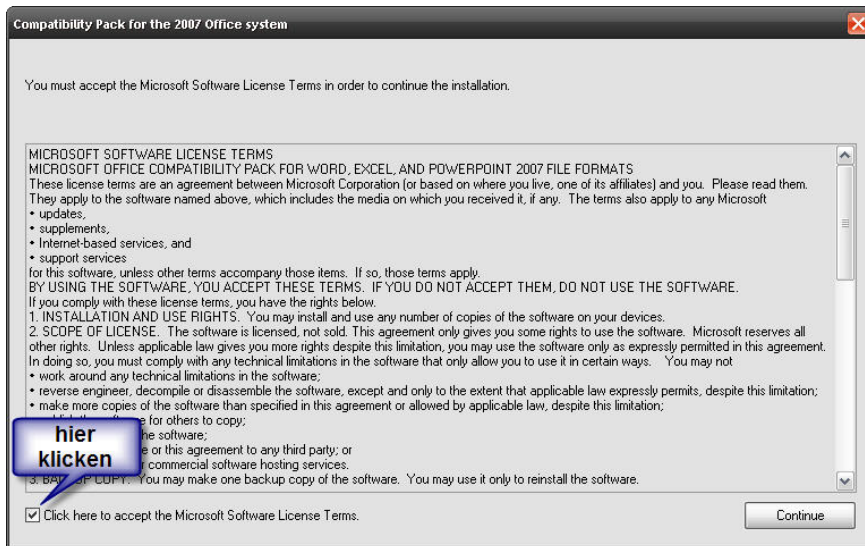 Compatibility Pack for the 2007 Office system
You must accept the Microsoft Software License Terms in order to continue the installation.
MICROSOFT SOFTWARE LICENSE TERMS
MICROSOFT OFFICE COMPATIBILITY PACK FOR WORD, EXCEL, AND POWERPOINT 2007 FILE FORMATS
These license terms are an agreement between Microsoft Corporation (or based on where you live, one of its affiliates) and you.  Please read them.
They apply to the software named above, which includes the media on which you received it, if any.  The terms also apply to any Microsoft
• updates,
• supplements,
• Internet-based services, and
• support services
for this software, unless other terms accompany those items.  If so, those terms apply.
BY USING THE SOFTWARE, YOU ACCEPT THESE TERMS.  IF YOU DO NOT ACCEPT THEM, DO NOT USE THE SOFTWARE.
If you comply with these license terms, you have the rights below.
1. INSTALLATION AND USE RIGHTS.  You may install and use any number of copies of the software on your devices.
2. SCOPE OF LICENSE.  The software is licensed, not sold. This agreement only gives you some rights to use the software.  Microsoft reserves all
other rights.  Unless applicable law gives you more rights despite this limitation, you may use the software only as expressly permitted in this agreement.
In doing so, you must comply with any technical limitations in the software that only allow you to use it in certain ways.    You may not
• work around any technical limitations in the software;
• reverse engineer, decompile or disassemble the software, except and only to the extent that applicable law expressly permits, despite this limitation;
• make more copies of the software than specified in this agreement or allowed by applicable law, despite this limitation;
for others to copy;
the software;
or this agreement to any third party; or
commercial software hosting services.
3. BACKUP COPY.  You may make one backup copy of the software.  You may use it only to reinstall the software.
hier
klicken
Click here to accept the Microsoft Software License Terms.
Continue